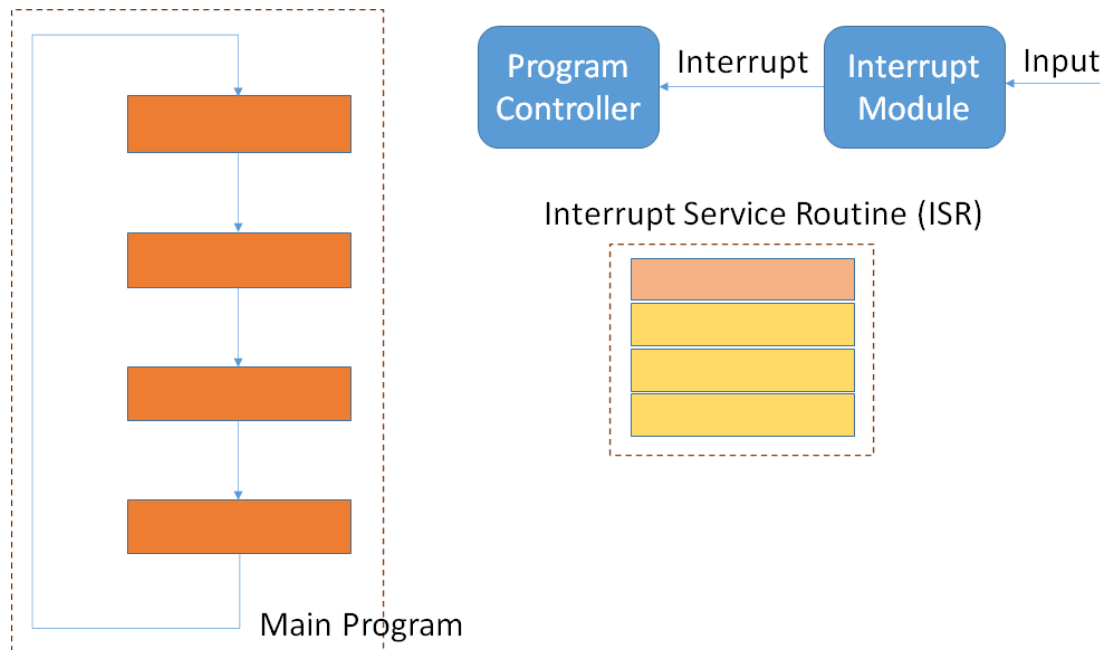 Program
Controller
Interrupt
Interrupt
Module
Input
Interrupt Service Routine (ISR)
Main Program